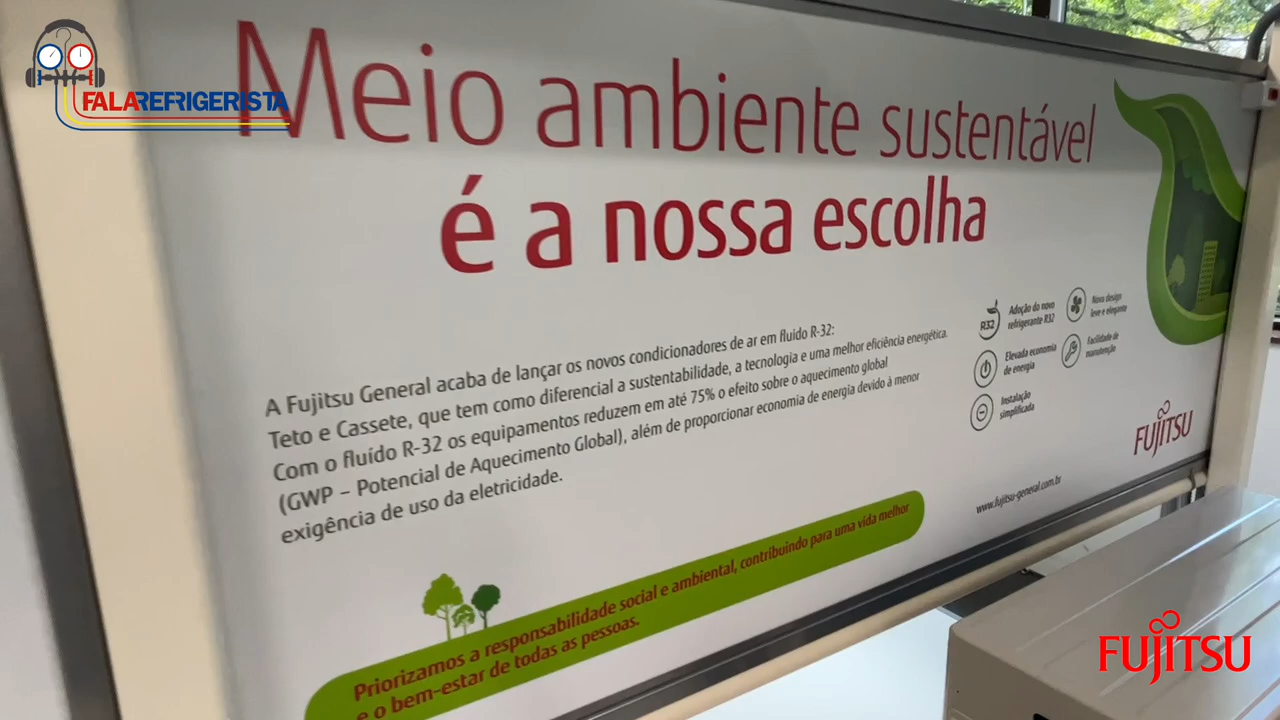 FALAREFRIGERISTA
Meio ambiente sustentável
é a nossa escolha
A Fujitsu General acaba de lançar os novos condicionadores de ar em fluido R-32:
Teto e Cassete, que tem como diferencial a sustentabilidade, a tecnologia e uma melhor eficiência energética.
Com o fluído R-32 os equipamentos reduzem em até 75% o efeito sobre o aquecimento global
(GWP – Potencial de Aquecimento Global), além de proporcionar economia de energia devido à menor
exigência de uso da eletricidade.
R32
Adoção do novo
refrigerante R32
Novo design
leve e elegante
Elevada economia
de energia
Facilidade de
manutenção
Instalação
simplificada
FUJITSU
www.fujitsu-general.com.br
Priorizamos a responsabilidade social e ambiental, contribuindo para uma vida melhor
e o bem-estar de todas as pessoas.
FUJITSU